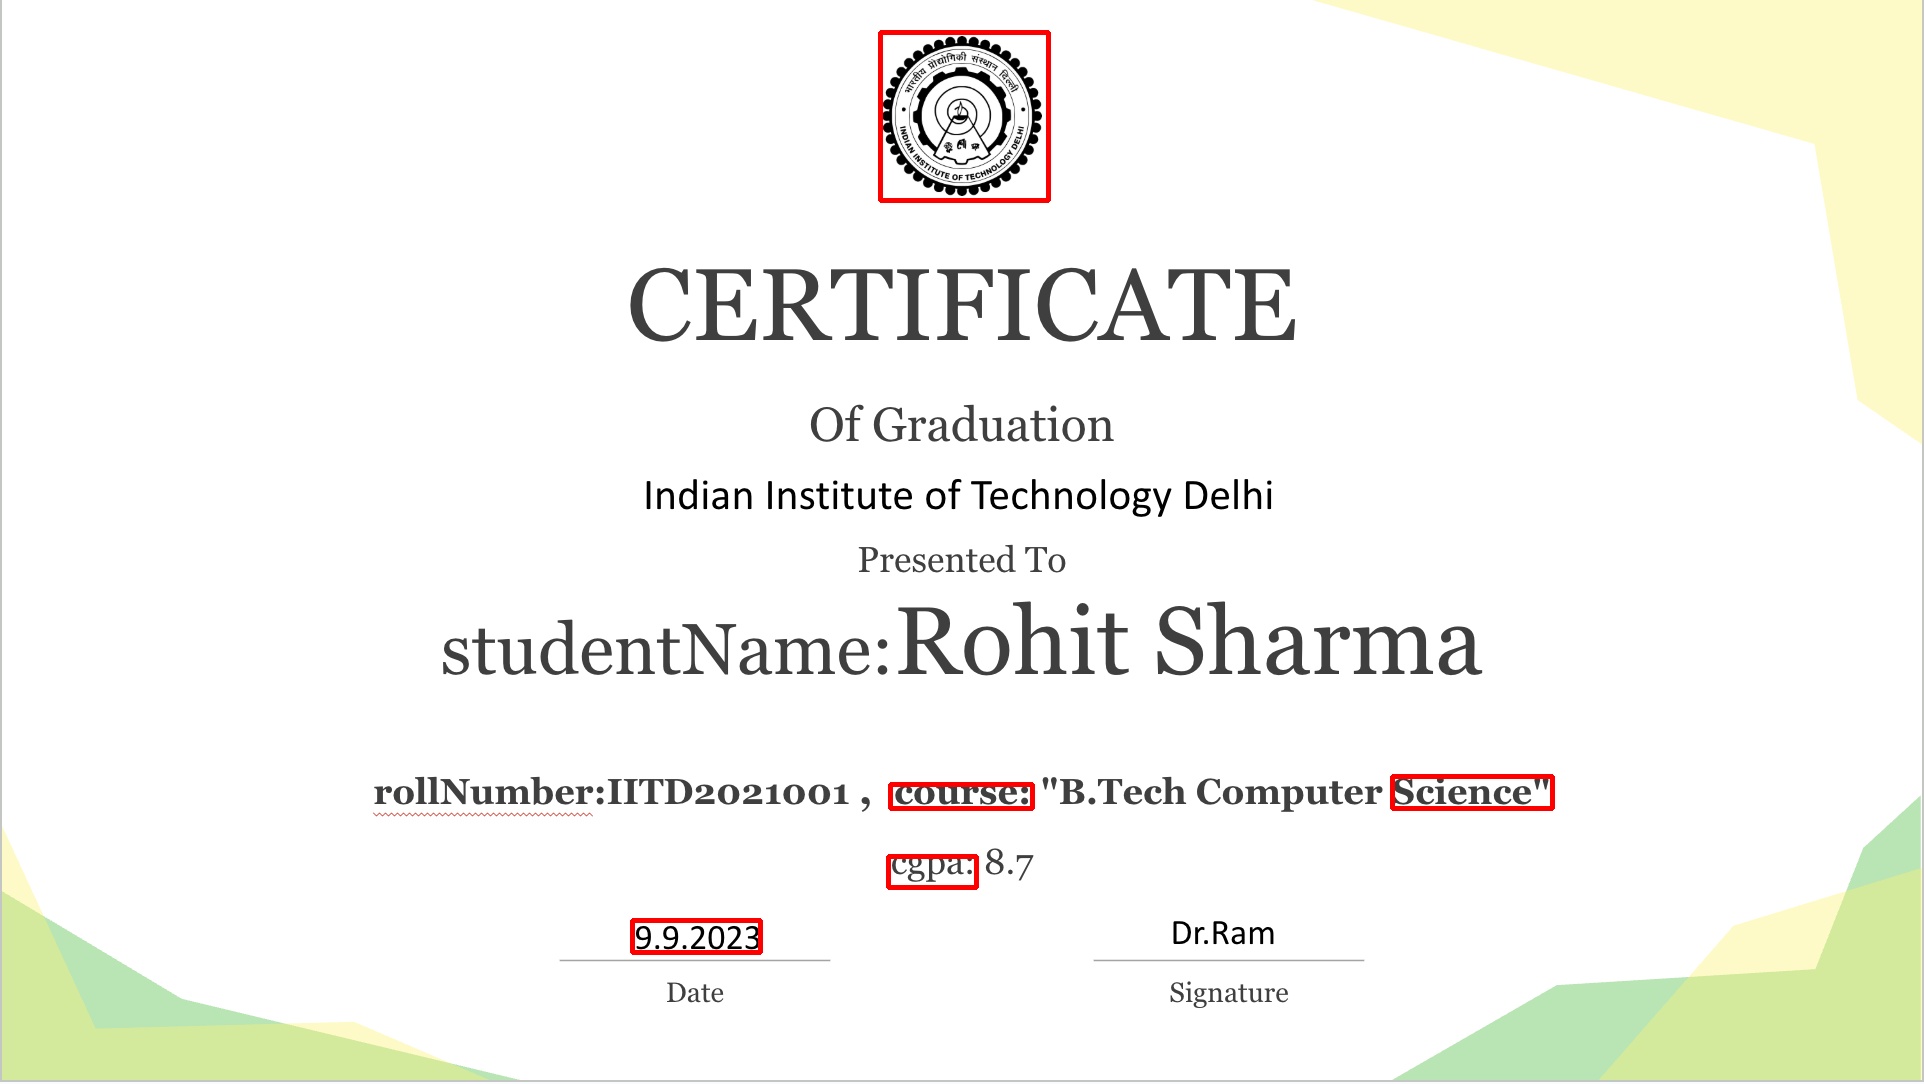 भारतीय प्रौद्योगिकी संस्थान दिल्ली
INDIAN INSTITUTE OF TECHNOLOGY DELHI
CERTIFICATE
Of Graduation
Indian Institute of Technology Delhi
Presented To
studentName:Rohit Sharma
rollNumber:IITD2021001 , course: "B.Tech Computer Science"
cgpa: 8.7
9.9.2023
Dr.Ram
Date
Signature